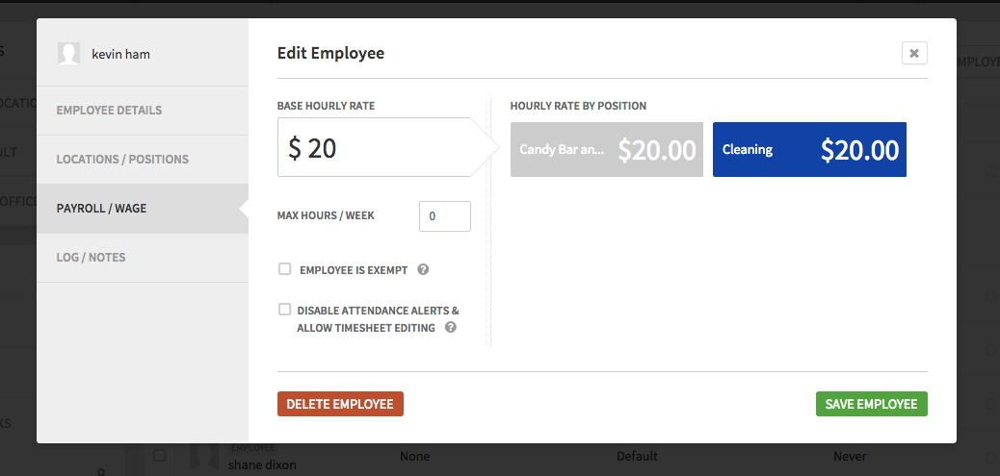 kevin ham
EMPLOYEE DETAILS
LOCATIONS / POSITIONS
PAYROLL / WAGE
LOG / NOTES
Edit Employee
BASE HOURLY RATE
$ 20
MAX HOURS / WEEK
0
EMPLOYEE IS EXEMPT ?
DISABLE ATTENDANCE ALERTS &
ALLOW TIMESHEET EDITING ?
HOURLY RATE BY POSITION
Candy Bar an... $20.00
Cleaning $20.00
DELETE EMPLOYEE
SAVE EMPLOYEE
EMPLOYEE
shane dixon
None
Default
Never